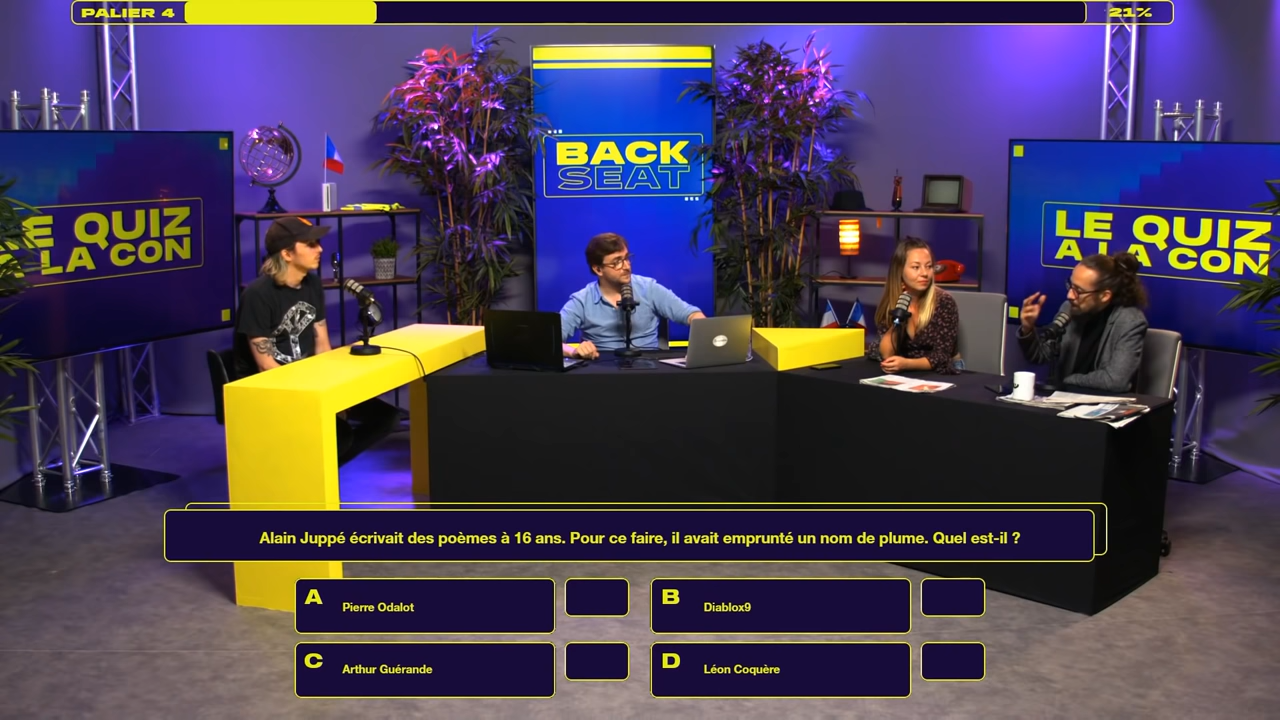 PALIER 4
21%
BACK
SEAT
LE QUIZ
A LA CON
LE QUIZ
A LA CON
Alain Juppé écrivait des poèmes à 16 ans. Pour ce faire, il avait emprunté un nom de plume. Quel est-il ?
A
Pierre Odalot
B
Diablox9
C
Arthur Guérande
D
Léon Coquère